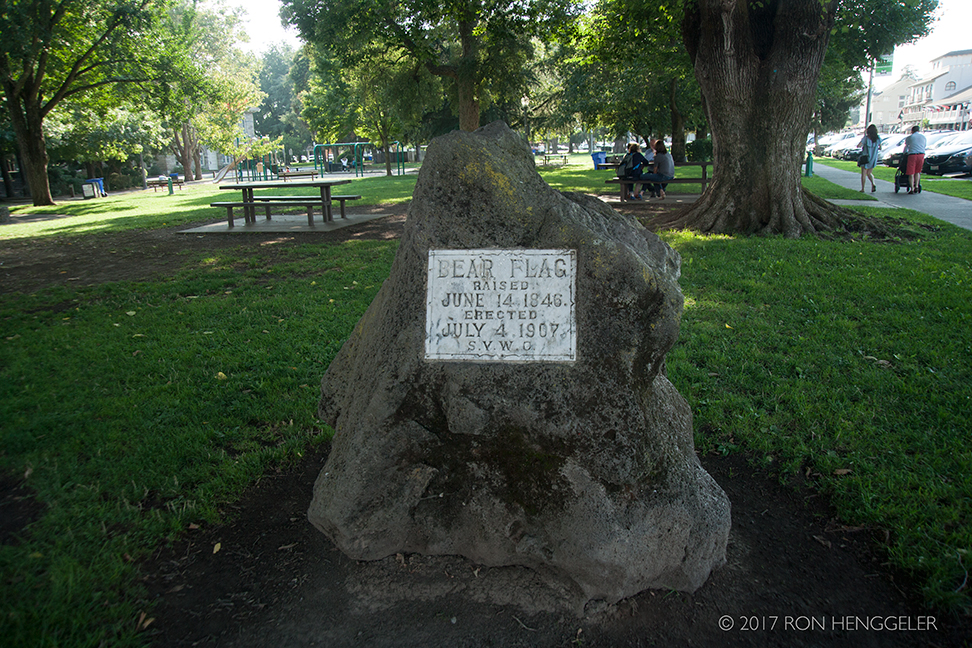 BEAR FLAG
RAISED
JUNE 14 1846.
ERECTED
JULY 4 1907.
S.V.W.C.
© 2017 RON HENGGELER